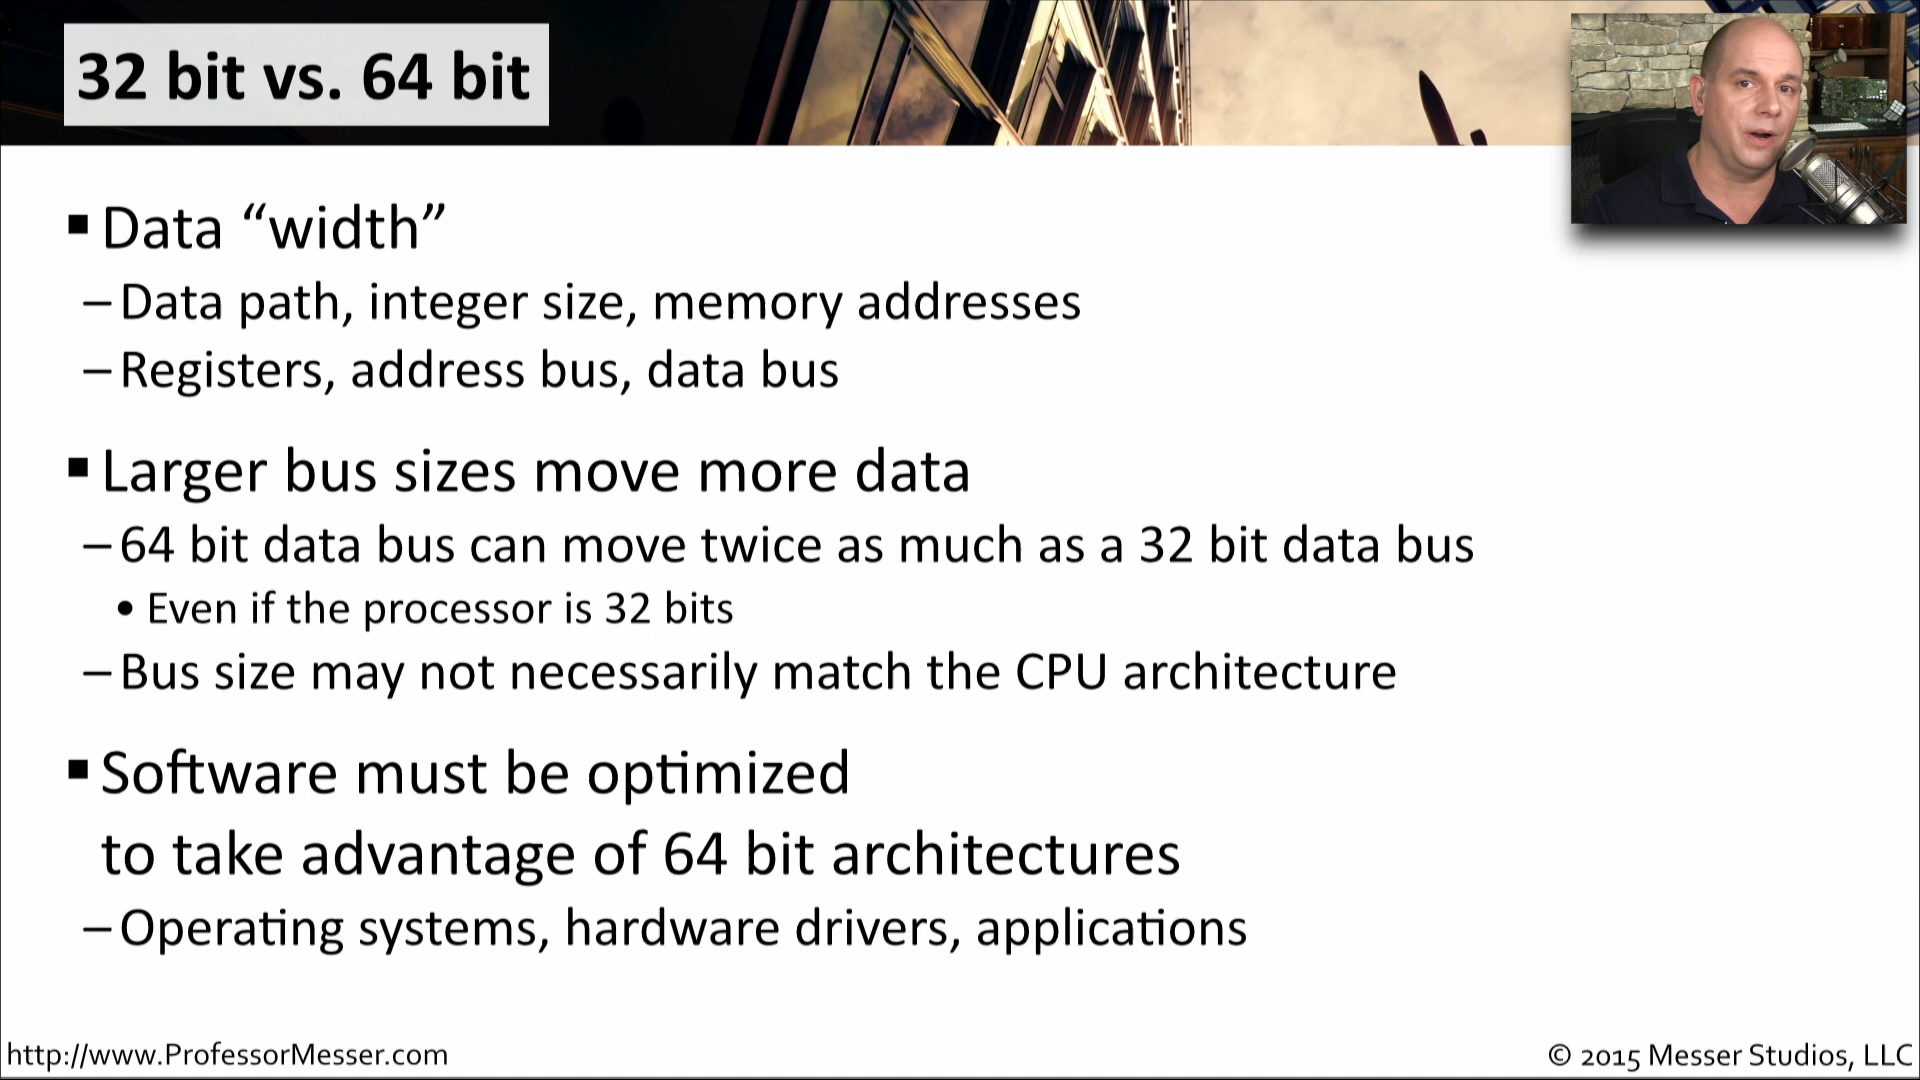 32 bit vs. 64 bit
▪ Data “width”
– Data path, integer size, memory addresses
– Registers, address bus, data bus
▪ Larger bus sizes move more data
– 64 bit data bus can move twice as much as a 32 bit data bus
• Even if the processor is 32 bits
– Bus size may not necessarily match the CPU architecture
▪ Software must be optimized
to take advantage of 64 bit architectures
– Operating systems, hardware drivers, applications
http://www.ProfessorMesser.com
© 2015 Messer Studios, LLC